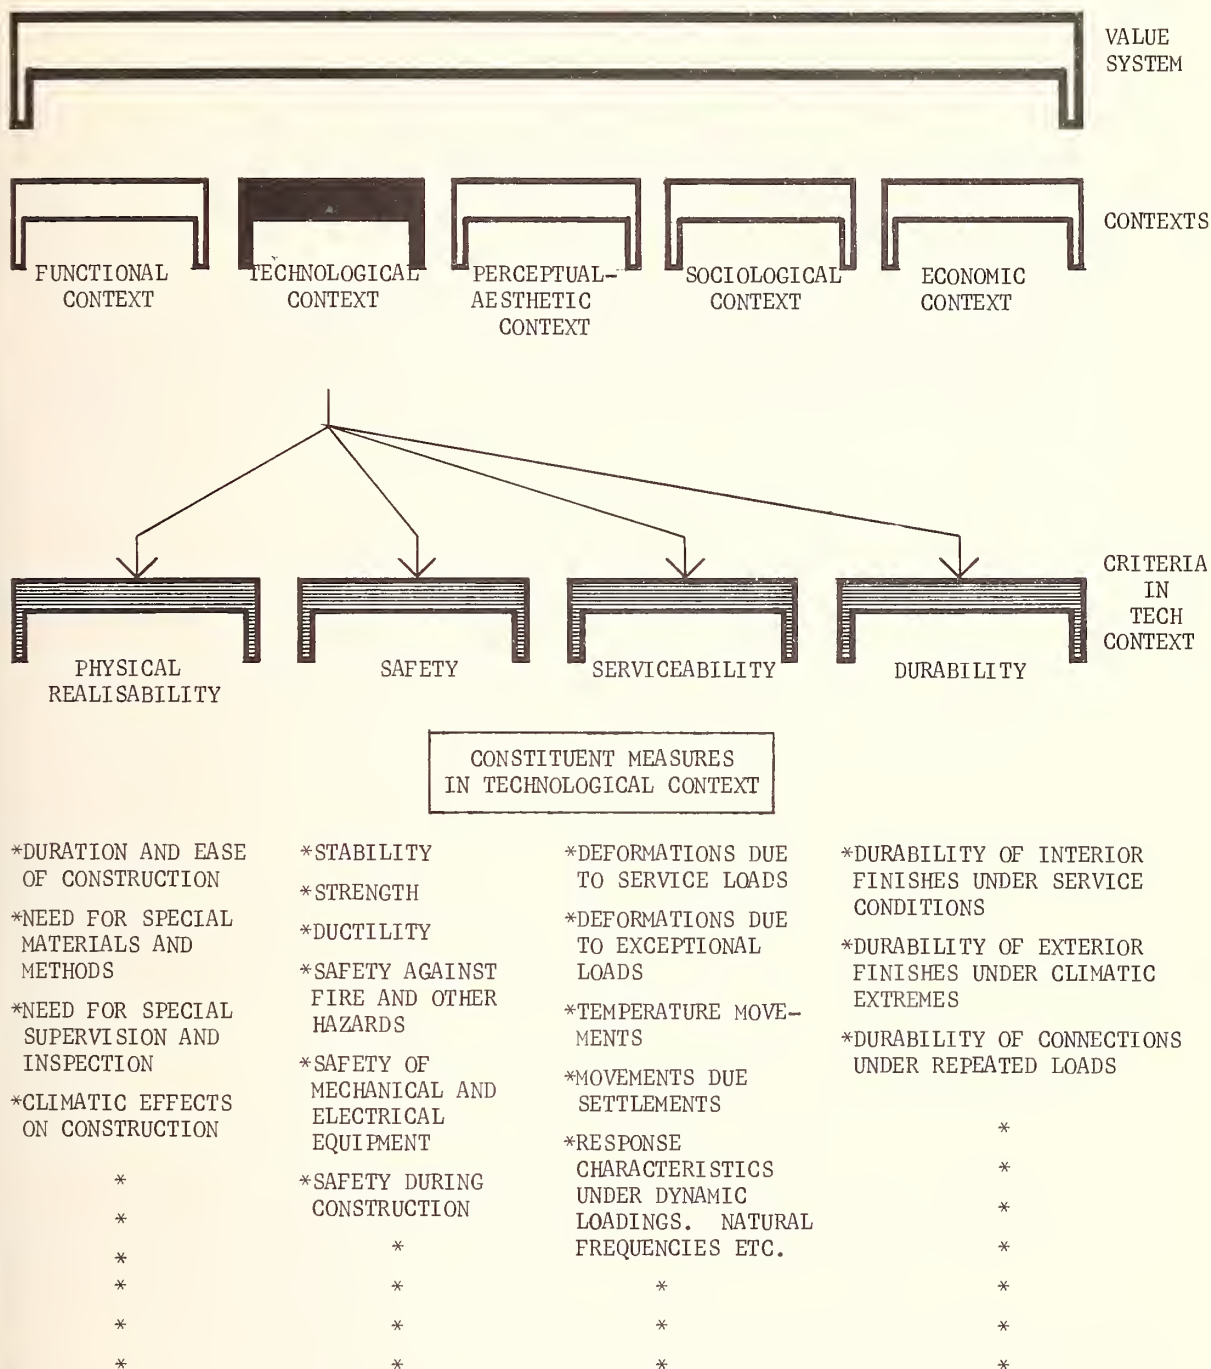 VALUE
SYSTEM
CONTEXTS
FUNCTIONAL
CONTEXT
TECHNOLOGICAL
CONTEXT
PERCEPTUAL-
AESTHETIC
CONTEXT
SOCIOLOGICAL
CONTEXT
ECONOMIC
CONTEXT
CRITERIA
IN
TECH
CONTEXT
PHYSICAL
REALISABILITY
SAFETY
SERVICEABILITY
DURABILITY
CONSTITUENT MEASURES
IN TECHNOLOGICAL CONTEXT
*DURATION AND EASE
OF CONSTRUCTION
*NEED FOR SPECIAL
MATERIALS AND
METHODS
*NEED FOR SPECIAL
SUPERVISION AND
INSPECTION
*CLIMATIC EFFECTS
ON CONSTRUCTION
*
*
*
*
*
*
*STABILITY
*STRENGTH
*DUCTILITY
*SAFETY AGAINST
FIRE AND OTHER
HAZARDS
*SAFETY OF
MECHANICAL AND
ELECTRICAL
EQUIPMENT
*SAFETY DURING
CONSTRUCTION
*
*
*
*
*DEFORMATIONS DUE
TO SERVICE LOADS
*DEFORMATIONS DUE
TO EXCEPTIONAL
LOADS
*TEMPERATURE MOVE-
MENTS
*MOVEMENTS DUE
SETTLEMENTS
*RESPONSE
CHARACTERISTICS
UNDER DYNAMIC
LOADINGS. NATURAL
FREQUENCIES ETC.
*
*
*
*DURABILITY OF INTERIOR
FINISHES UNDER SERVICE
CONDITIONS
*DURABILITY OF EXTERIOR
FINISHES UNDER CLIMATIC
EXTREMES
*DURABILITY OF CONNECTIONS
UNDER REPEATED LOADS
*
*
*
*
*
*
*